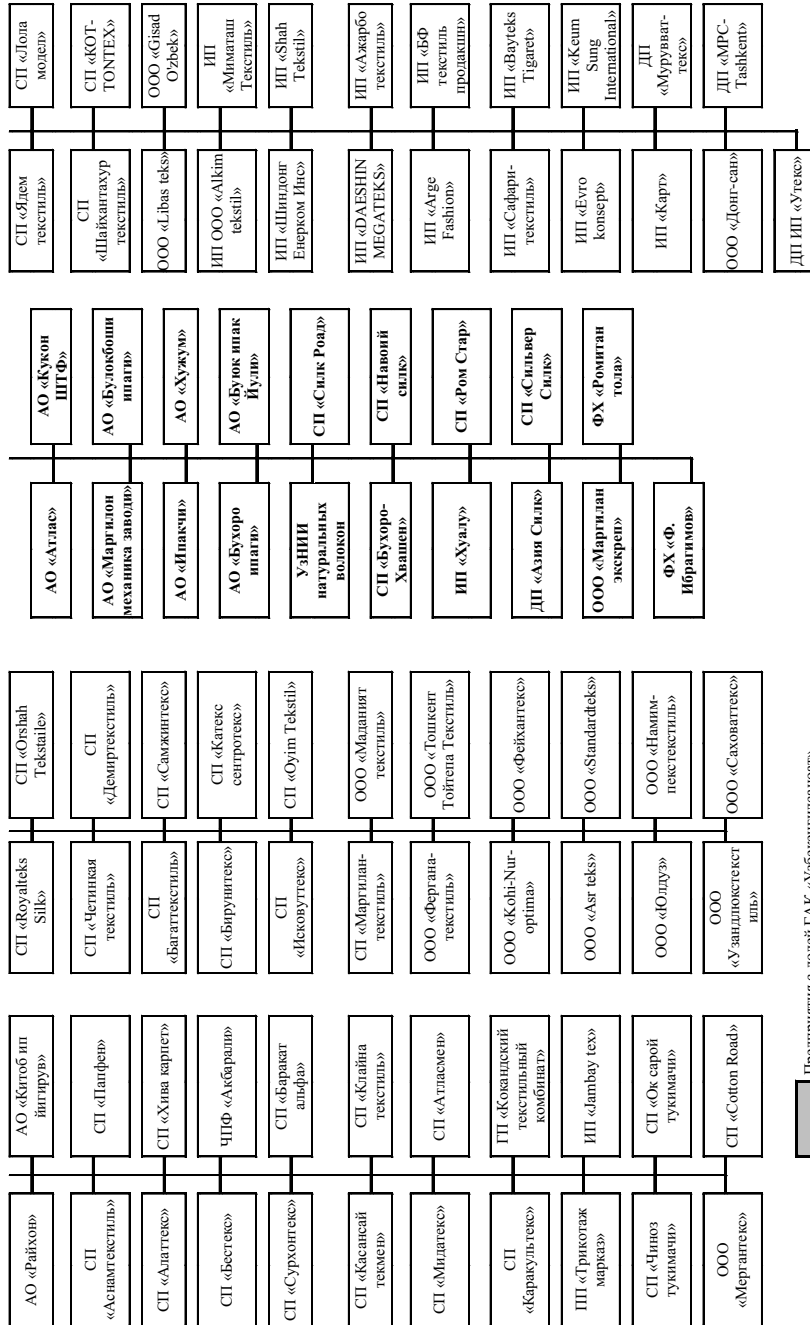 АО «Райхон»
АО «Китоб ип
йигирув»
СП
«Аснамтекстиль»
СП «Папфен»
СП «Алаттекс»
СП «Хива карпет»
СП «Бестекс»
ЧПФ «Акбарали»
СП «Сурхонтекс»
СП «Баракат
альфа»
СП «Касансай
текмен»
СП «Клайна
текстиль»
СП «Мидатекс»
СП «Атласмен»
СП
«Каракультекс»
ГП «Кокандский
текстильный
комбинат»
ПП «Трикотаж
марказ»
ИП «Jambay tex»
СП «Чиноз
тукимачи»
СП «Ок сарой
тукимачи»
ООО
«Мергантекс»
СП «Cotton Road»
СП «Royalteks
Silk»
СП «Orshah
Tekstaile»
СП «Четинкая
текстиль»
СП
«Демиртекстиль»
СП
«Багаттекстиль»
СП «Самжинтекс»
СП «Бирунитекс»
СП «Катекс
сентротекс»
СП
«Исковуттекс»
СП «Oyim Tekstil»
СП «Маргилан-
текстиль»
ООО «Маданият
текстиль»
ООО «Фергана-
текстиль»
ООО «Тошкент
Тойтепа Текстиль»
ООО «Kohi-Nur-
optima»
ООО «Фейхантекс»
ООО «Asr teks»
ООО «Standardteks»
ООО «Юлдуз»
ООО «Намим-
пекстекстиль»
ООО
«Узандлюкстекст
иль»
ООО «Саховаттекс»
АО «Атлас»
АО «Кукон
ШТФ»
АО «Маргилон
механика заводи»
АО «Булокбоши
ипаги»
АО «Ипакчи»
АО «Хужум»
АО «Бухоро
ипаги»
АО «Буюк ипак
Йули»
УзНИИ
натуральных
волокон
СП «Силк Роад»
СП «Бухоро-
Хвашен»
СП «Навоий
силк»
ИП «Хуалу»
СП «Ром Стар»
ДП «Азия Силк»
СП «Сильвер
Силк»
ООО «Маргилан
экскреп»
ФХ «Ромитан
тола»
ФХ «Ф.
Ибрагимов»
СП «Ядем
текстиль»
СП «Лола
модел»
СП
«Шайхантахур
текстиль»
СП «КОТ-
TONTEX»
ООО «Libas teks»
ООО «Gisad
O'zbek»
ИП ООО «Alkim
tekstil»
ИП
«Миматаш
Текстиль»
ИП «Шиндонг
Енерком Инс»
ИП «Shah
Tekstil»
ИП «DAESHIN
MEGATEKS»
ИП «Ажарбо
текстиль»
ИП «Arge
Fashion»
ИП «БФ
текстиль
продакшн»
ИП «Сафари-
текстиль»
ИП «Bayteks
Tigaret»
ИП «Evro
konsept»
ИП «Keum
Sung
International»
ИП «Карт»
ДП
«Мурувват-
текс»
ООО «Донг-сан»
ДП «МРС-
Tashkent»
ДП ИП «Утекс»
Предприятия с долей ГАК